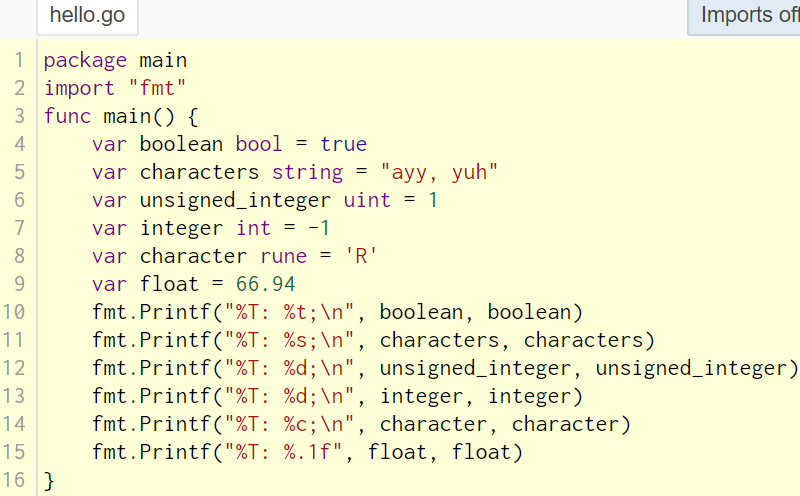 hello.go
Imports off
1 package main
2 import "fmt"
3 func main() {
4     var boolean bool = true
5     var characters string = "ayy, yuh"
6     var unsigned_integer uint = 1
7     var integer int = -1
8     var character rune = 'R'
9     var float = 66.94
10     fmt.Printf("%T: %t;\n", boolean, boolean)
11     fmt.Printf("%T: %s;\n", characters, characters)
12     fmt.Printf("%T: %d;\n", unsigned_integer, unsigned_integer)
13     fmt.Printf("%T: %d;\n", integer, integer)
14     fmt.Printf("%T: %c;\n", character, character)
15     fmt.Printf("%T: %.1f", float, float)
16 }